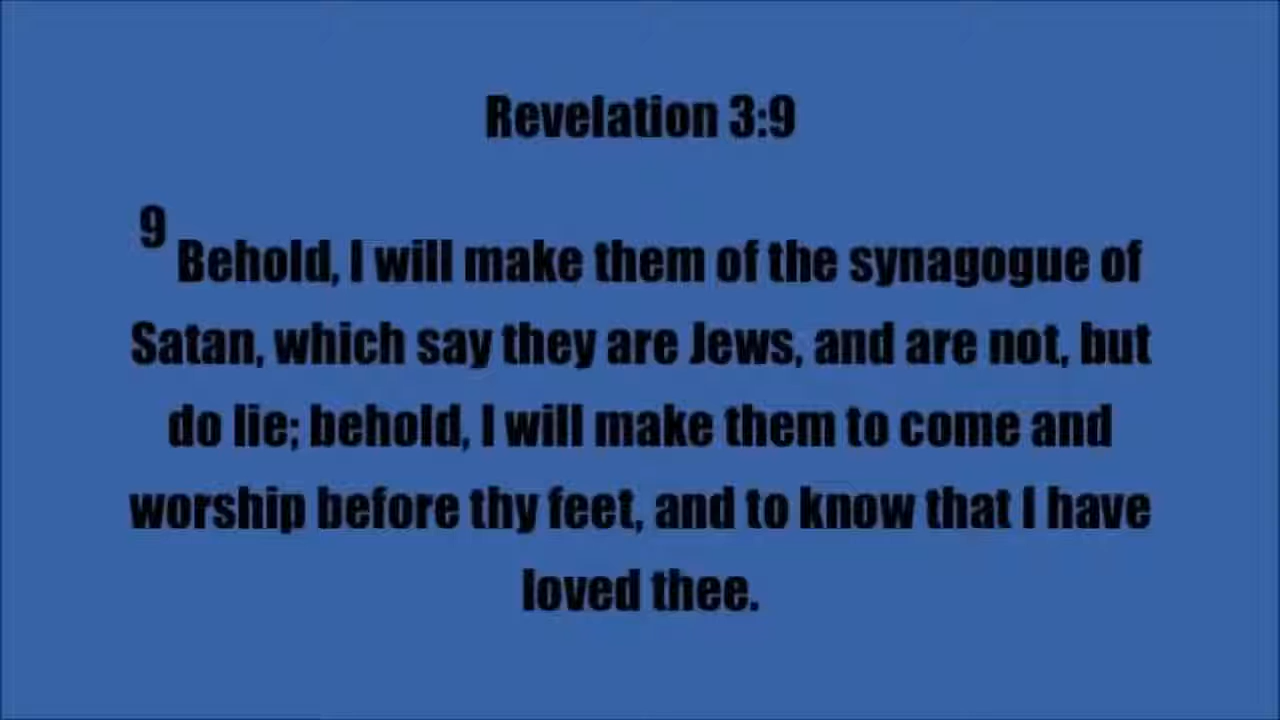 Revelation 3:9
9 Behold, I will make them of the synagogue of
Satan, which say they are Jews, and are not, but
do lie; behold, I will make them to come and
worship before thy feet, and to know that I have
loved thee.